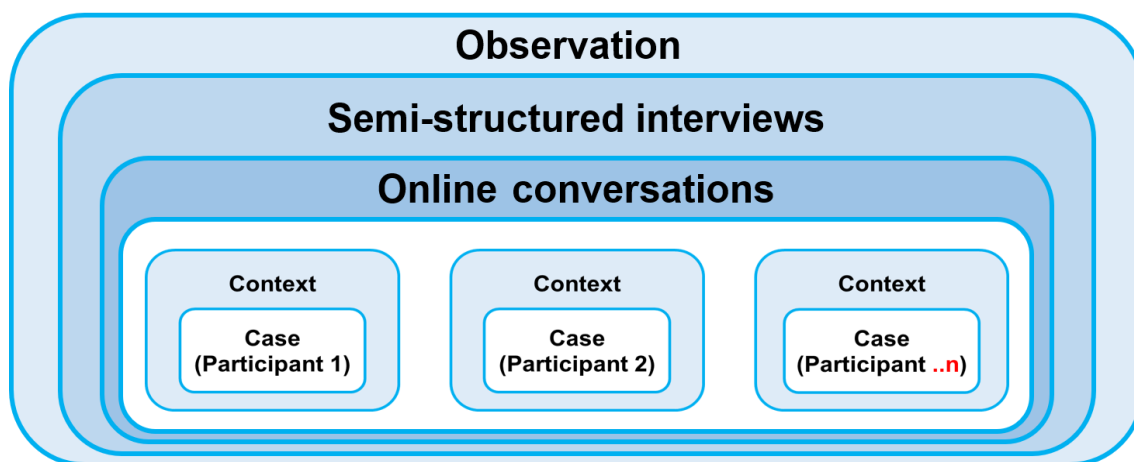 Observation
Semi-structured interviews
Online conversations
Context
Case
(Participant 1)
Context
Case
(Participant 2)
Context
Case
(Participant ..n)